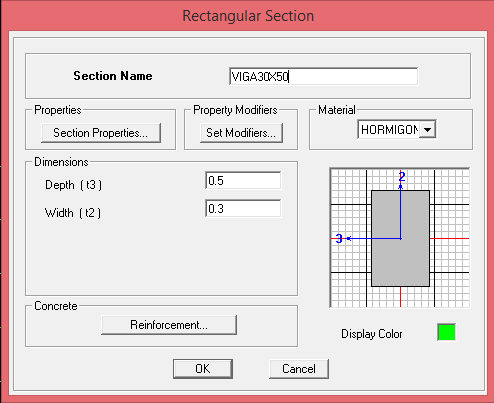 Rectangular Section
Section Name VIGA30X50
Properties Property Modifiers Material
Section Properties... Set Modifiers... HORMIGON
Dimensions
Depth ( t3 ) 0.5
Width ( t2 ) 0.3
2
3
Concrete
Reinforcement...
Display Color
OK Cancel